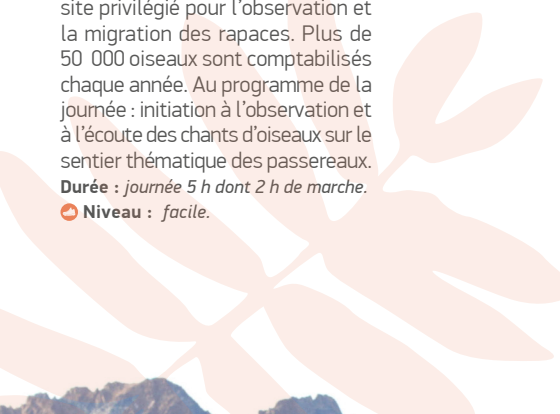 site privilégié pour l'observation et
la migration des rapaces. Plus de
50 000 oiseaux sont comptabilisés
chaque année. Au programme de la
journée : initiation à l'observation et
à l'écoute des chants d'oiseaux sur le
sentier thématique des passereaux.
Durée : journée 5 h dont 2 h de marche.
Niveau : facile.